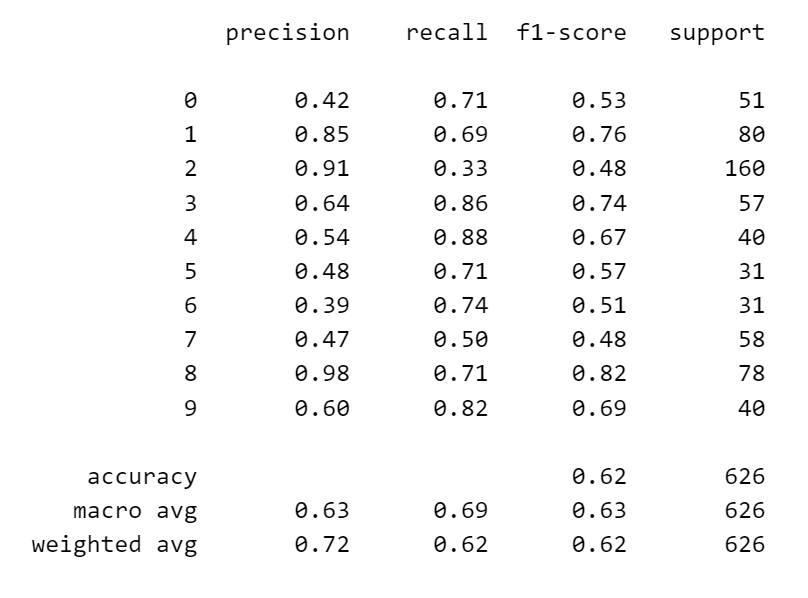 precision recall f1-score support
0 0.42 0.71 0.53 51
1 0.85 0.69 0.76 80
2 0.91 0.33 0.48 160
3 0.64 0.86 0.74 57
4 0.54 0.88 0.67 40
5 0.48 0.71 0.57 31
6 0.39 0.74 0.51 31
7 0.47 0.50 0.48 58
8 0.98 0.71 0.82 78
9 0.60 0.82 0.69 40
accuracy 0.62 626
macro avg 0.63 0.69 0.63 626
weighted avg 0.72 0.62 0.62 626